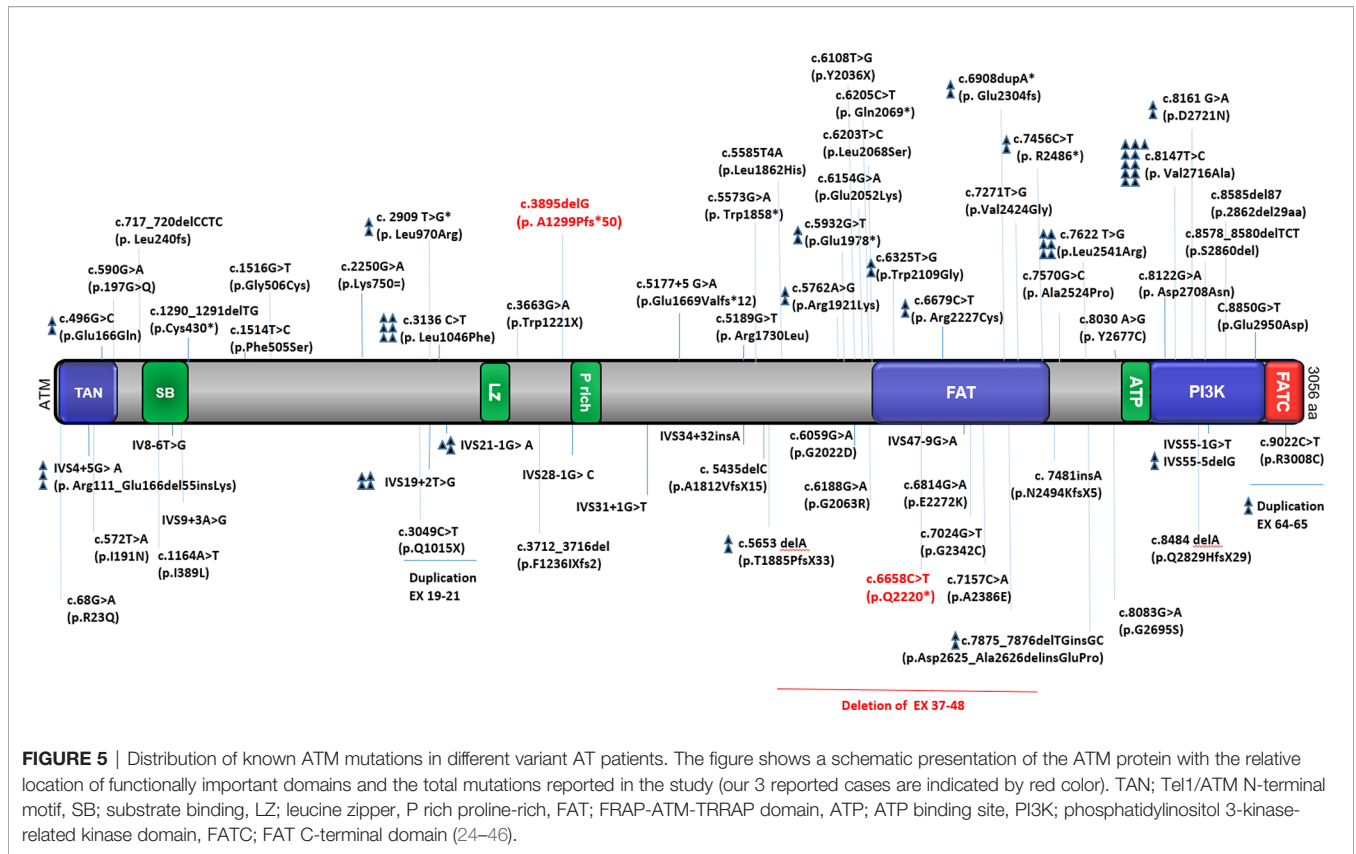 c.6108T>G
(p.Y2036X)
c.6205C>T
(p. Gln2069*)
c.6203T>C
(p.Leu2068Ser)
c.6154G>A
(p.Glu2052Lys)
c.5932G>T
(p.Glu1978*)
c.6325T>G
(p.Trp2109Gly)
c.5762A>G
(p.Arg1921Lys)
c.6679C>T
(p. Arg2227Cys)
c.6908dupA*
(p. Glu2304fs)
c.7456C>T
(p. R2486*)
c.7271T>G
(p.Val2424Gly)
c.7622 T>G
(p.Leu2541Arg)
c.7570G>C
(p. Ala2524Pro)
c.8030 A>G
(p. Y2677C)
c.8161 G>A
(p.D2721N)
c.8147T>C
(p. Val2716Ala)
c.8585del87
(p.2862del29aa)
c.8578_8580delTCT
(p.S2860del)
c.8122G>A
(p. Asp2708Asn)
C.8850G>T
(p.Glu2950Asp)
c.5585T4A
(p.Leu1862His)
c.5573G>A
(p. Trp1858*)
c.5177+5 G>A
(p.Glu1669Valfs*12)
c.5189G>T
(p. Arg1730Leu)
c.3895delG
(p. A1299Pfs*50)
c.3663G>A
(p.Trp1221X)
c. 2909 T>G*
(p. Leu970Arg)
c.2250G>A
(p.Lys750=)
c.3136 C>T
(p. Leu1046Phe)
c.717_720delCCTC
(p. Leu240fs)
c.590G>A
(p.197G>Q)
c.1516G>T
(p.Gly506Cys)
c.1290_1291delTG
(p.Cys430*)
c.1514T>C
(p.Phe505Ser)
c.496G>C
(p.Glu166Gln)
ATM
TAN
SB
LZ
P rich
FAT
ATP
PI3K
FATC
3056 aa
IVS4+5G> A
(p. Arg111_Glu166del55insLys)
IV8-6T>G
IVS9+3A>G
c.572T>A
(p.I191N)
c.1164A>T
(p.I389L)
c.68G>A
(p.R23Q)
IVS21-1G> A
IVS19+2T>G
c.3049C>T
(p.Q1015X)
Duplication
EX 19-21
IVS28-1G> C
IVS31+1G>T
c.3712_3716del
(p.F1236IXfs2)
IVS34+32insA
c. 5435delC
(p.A1812VfsX15)
c.5653 delA
(p.T1885PfsX33)
c.6059G>A
(p.G2022D)
c.6188G>A
(p.G2063R)
IVS47-9G>A
c.6814G>A
(p.E2272K)
c.7024G>T
(p.G2342C)
c.6658C>T
(p.Q2220*)
c.7157C>A
(p.A2386E)
c. 7481insA
(p.N2494KfsX5)
c.7875_7876delTGinsGC
(p.Asp2625_Ala2626delinsGluPro)
c.8083G>A
(p.G2695S)
IVS55-1G>T
IVS55-5delG
c.8484 delA
(p.Q2829HfsX29)
c.9022C>T
(p.R3008C)
Duplication
EX 64-65
Deletion of EX 37-48
FIGURE 5 | Distribution of known ATM mutations in different variant AT patients. The figure shows a schematic presentation of the ATM protein with the relative
location of functionally important domains and the total mutations reported in the study (our 3 reported cases are indicated by red color). TAN; Tel1/ATM N-terminal
motif, SB; substrate binding, LZ; leucine zipper, P rich proline-rich, FAT; FRAP-ATM-TRRAP domain, ATP; ATP binding site, PI3K; phosphatidylinositol 3-kinase-
related kinase domain, FATC; FAT C-terminal domain (24–46).